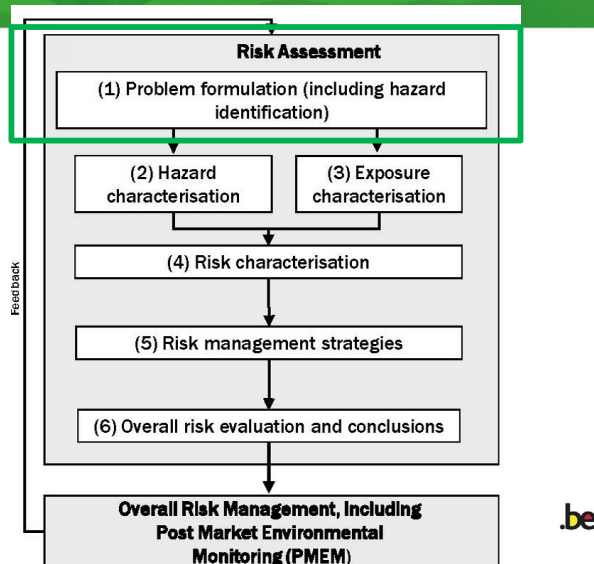 Risk Assessment
(1) Problem formulation (including hazard
identification)
(2) Hazard
characterisation
(3) Exposure
characterisation
(4) Risk characterisation
(5) Risk management strategies
(6) Overall risk evaluation and conclusions
Feedback
Overall Risk Management, Including
Post Market Environmental
Monitoring (PMEM)
.be